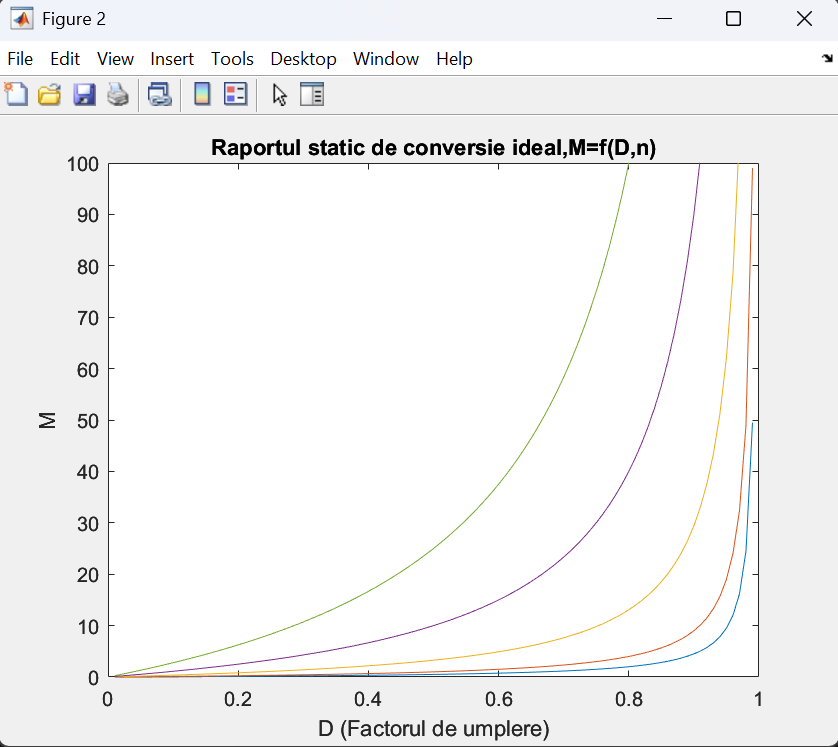 Figure 2
File Edit View Insert Tools Desktop Window Help
Raportul static de conversie ideal,M=f(D,n)
100
90
80
70
60
50
40
30
20
10
0
M
0 0.2 0.4 0.6 0.8 1
D (Factorul de umplere)